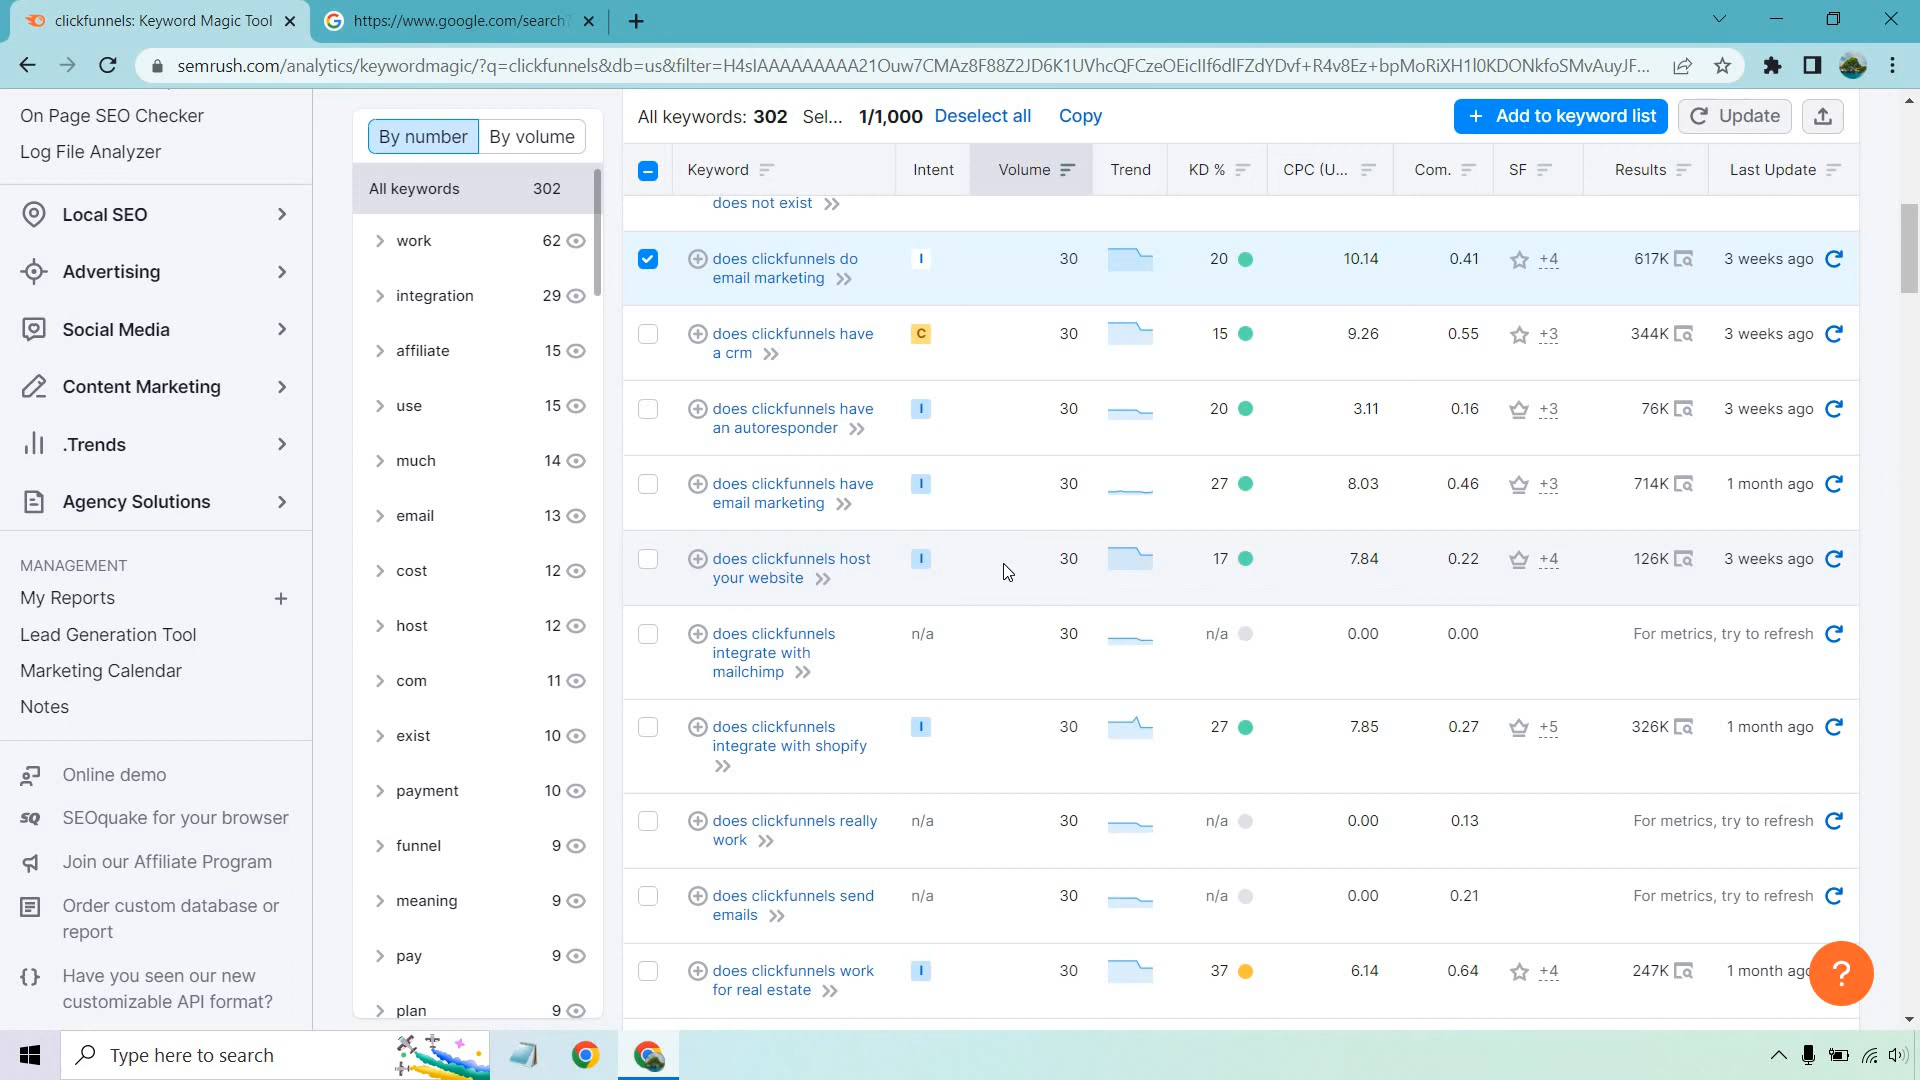 clickfunnels: Keyword Magic Tool
https://www.google.com/search?
semrush.com/analytics/keywordmagic/?q=clickfunnels&db=us&filter=
On Page SEO Checker
Log File Analyzer
Local SEO
Advertising
Social Media
Content Marketing
.Trends
Agency Solutions
MANAGEMENT
My Reports +
Lead Generation Tool
Marketing Calendar
Notes
Online demo
SEOquake for your browser
Join our Affiliate Program
Order custom database or
report
Have you seen our new
customizable API format?
By number By volume
All keywords 302
work 62
integration 29
affiliate 15
use 15
much 14
email 13
cost 12
host 12
com 11
exist 10
payment 10
funnel 9
meaning 9
pay 9
plan 9
All keywords: 302 Sel... 1/1,000 Deselect all Copy
+ Add to keyword list Update
Keyword Intent Volume Trend KD % CPC (U... Com. SF Results Last Update
does not exist
does clickfunnels do I 30 20 10.14 0.41 +4 617K 3 weeks ago
email marketing
does clickfunnels have C 30 15 9.26 0.55 +3 344K 3 weeks ago
a crm
does clickfunnels have I 30 20 3.11 0.16 +3 76K 3 weeks ago
an autoresponder
does clickfunnels have I 30 27 8.03 0.46 +3 714K 1 month ago
email marketing
does clickfunnels host I 30 17 7.84 0.22 +4 126K 3 weeks ago
your website
does clickfunnels n/a 30 n/a 0.00 0.00 For metrics, try to refresh
integrate with
mailchimp
does clickfunnels I 30 27 7.85 0.27 +5 326K 1 month ago
integrate with shopify
does clickfunnels really n/a 30 n/a 0.00 0.13 For metrics, try to refresh
work
does clickfunnels send n/a 30 n/a 0.00 0.21 For metrics, try to refresh
emails
does clickfunnels work I 30 37 6.14 0.64 +4 247K 1 month ago
for real estate
?
Type here to search